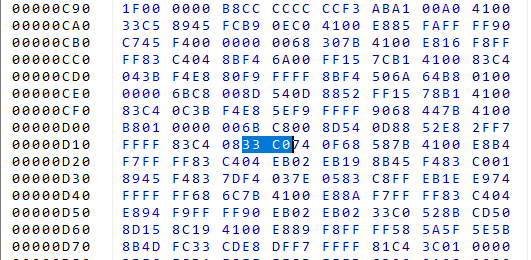 00000C90 1F00 0000 B8CC CCCC CCF3 ABA1 00A0 4100
00000CA0 33C5 8945 FCB9 0EC0 4100 E885 FAFF FF90
00000CB0 C745 F400 0000 0068 307B 4100 E816 F8FF
00000CC0 FF83 C404 8BF4 6A00 FF15 7CB1 4100 83C4
00000CD0 043B F4E8 80F9 FFFF 8BF4 506A 64B8 0100
00000CE0 0000 6BC8 008D 540D 8852 FF15 78B1 4100
00000CF0 83C4 0C3B F4E8 5EF9 FFFF 9068 447B 4100
00000D00 B801 0000 006B C800 8D54 0D88 52E8 2FF7
00000D10 FFFF 83C4 0833 C074 0F68 587B 4100 E8B4
00000D20 F7FF FF83 C404 EB02 EB19 8B45 F483 C001
00000D30 8945 F483 7DF4 037E 0583 C8FF EB1E E974
00000D40 FFFF FF68 6C7B 4100 E88A F7FF FF83 C404
00000D50 E894 F9FF FF90 EB02 EB02 33C0 528B CD50
00000D60 8D15 8C19 4100 E889 F8FF FF58 5A5F 5E5B
00000D70 8B4D FC33 CDE8 DFF7 FFFF 81C4 3C01 0000